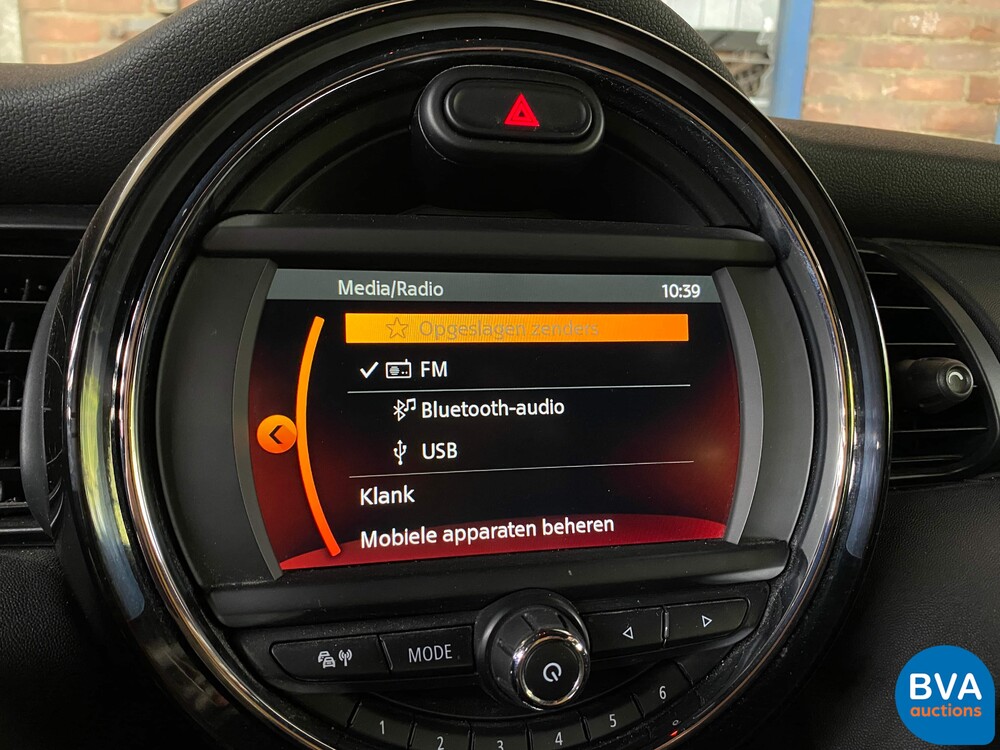 Media/Radio 10:39
Opgeslagen zenders
FM
Bluetooth-audio
USB
Klank
Mobiele apparaten beheren
MODE
1 2 3 4 5 6
BVA
auctions